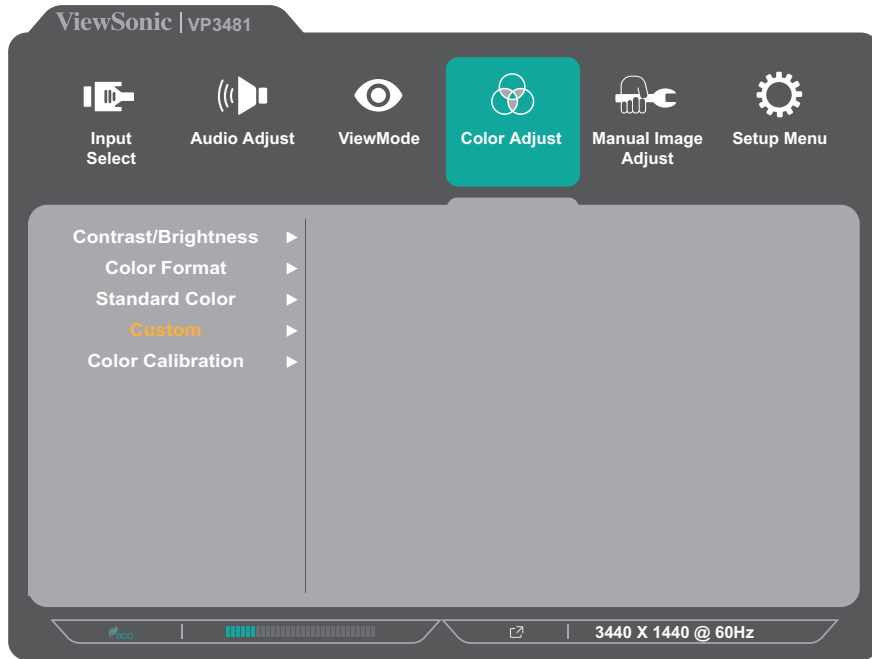 ViewSonic | VP3481
Input
Select
Audio Adjust
ViewMode
Color Adjust
Manual Image
Adjust
Setup Menu
Contrast/Brightness
Color Format
Standard Color
Custom
Color Calibration
eco
3440 X 1440 @ 60Hz